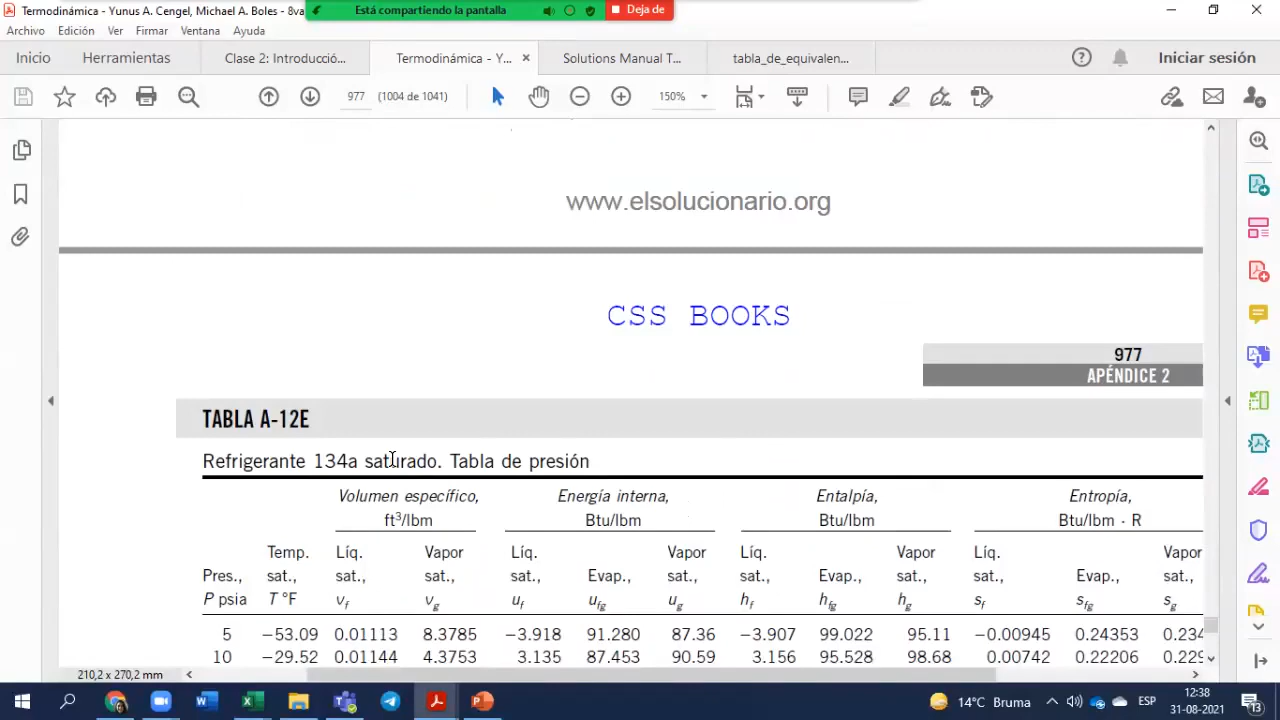 Termodinámica - Yunus A. Cengel, Michael A. Boles - 8va
Está compartiendo la pantalla
Deja de
Archivo Edición Ver Firmar Ventana Ayuda
Inicio Herramientas Clase 2: Introducció... Termodinámica - Y... × Solutions Manual T... tabla_de_equivalen... Iniciar sesión
977 (1004 de 1041) 150%
www.elsolucionario.org
CSS BOOKS
977
APÉNDICE 2
TABLA A-12E
Refrigerante 134a saturado. Tabla de presión
Volumen específico, Energía interna, Entalpía, Entropía,
ft³/lbm Btu/lbm Btu/lbm Btu/lbm · R
Temp. Líq. Vapor Líq. Vapor Líq. Vapor Líq. Vapor
Pres., sat., sat., sat., sat., Evap., sat., sat., Evap., sat., sat., Evap., sat.,
P psia T °F vf vg uf ufg ug hf hfg hg sf sfg sg
5 −53.09 0.01113 8.3785 −3.918 91.280 87.36 −3.907 99.022 95.11 −0.00945 0.24353 0.234
10 −29.52 0.01144 4.3753 3.135 87.453 90.59 3.156 95.528 98.68 0.00742 0.22206 0.229
210,2 x 270,2 mm
14°C Bruma ESP 12:38
31-08-2021
13